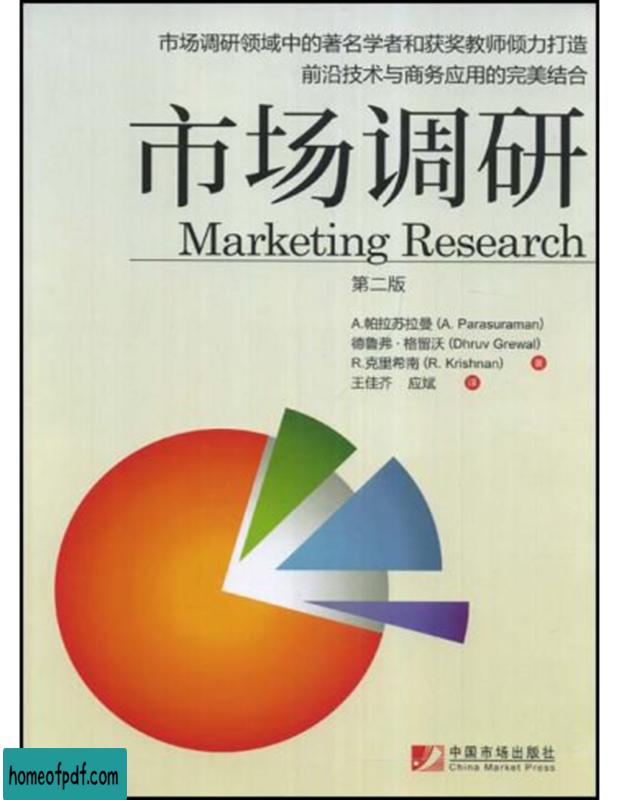 市场调研领域中的著名学者和获奖教师倾力打造
前沿技术与商务应用的完美结合
市场调研
Marketing Research
第二版
A.帕拉苏拉曼 (A. Parasuraman)
德鲁弗·格留沃 (Dhruv Grewal)
R.克里希南 (R. Krishnan) 著
王佳芥 应斌 译
中国市场出版社
China Market Press
homeofpdf.com